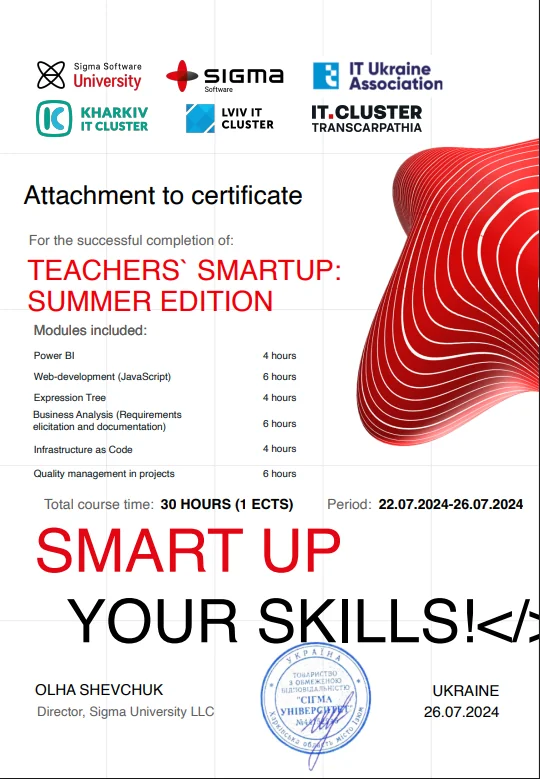 Sigma Software
University
SIGMA
Software
IT Ukraine
Association
KHARKIV
IT CLUSTER
LVIV IT
CLUSTER
IT.CLUSTER
TRANSCARPATHIA
Attachment to certificate
For the successful completion of:
TEACHERS` SMARTUP:
SUMMER EDITION
Modules included:
Power BI 4 hours
Web-development (JavaScript) 6 hours
Expression Tree 4 hours
Business Analysis (Requirements
elicitation and documentation) 6 hours
Infrastructure as Code 4 hours
Quality management in projects 6 hours
Total course time: 30 HOURS (1 ECTS) Period: 22.07.2024-26.07.2024
SMART UP
YOUR SKILLS!</>
УКРАЇНА
ТОВАРИСТВО
З ОБМЕЖЕНОЮ
ВІДПОВІДАЛЬНІСТЮ
"СІГМА
УНІВЕРСИТЕТ"
Харківська область місто Ізюм
OLHA SHEVCHUK
Director, Sigma University LLC
UKRAINE
26.07.2024